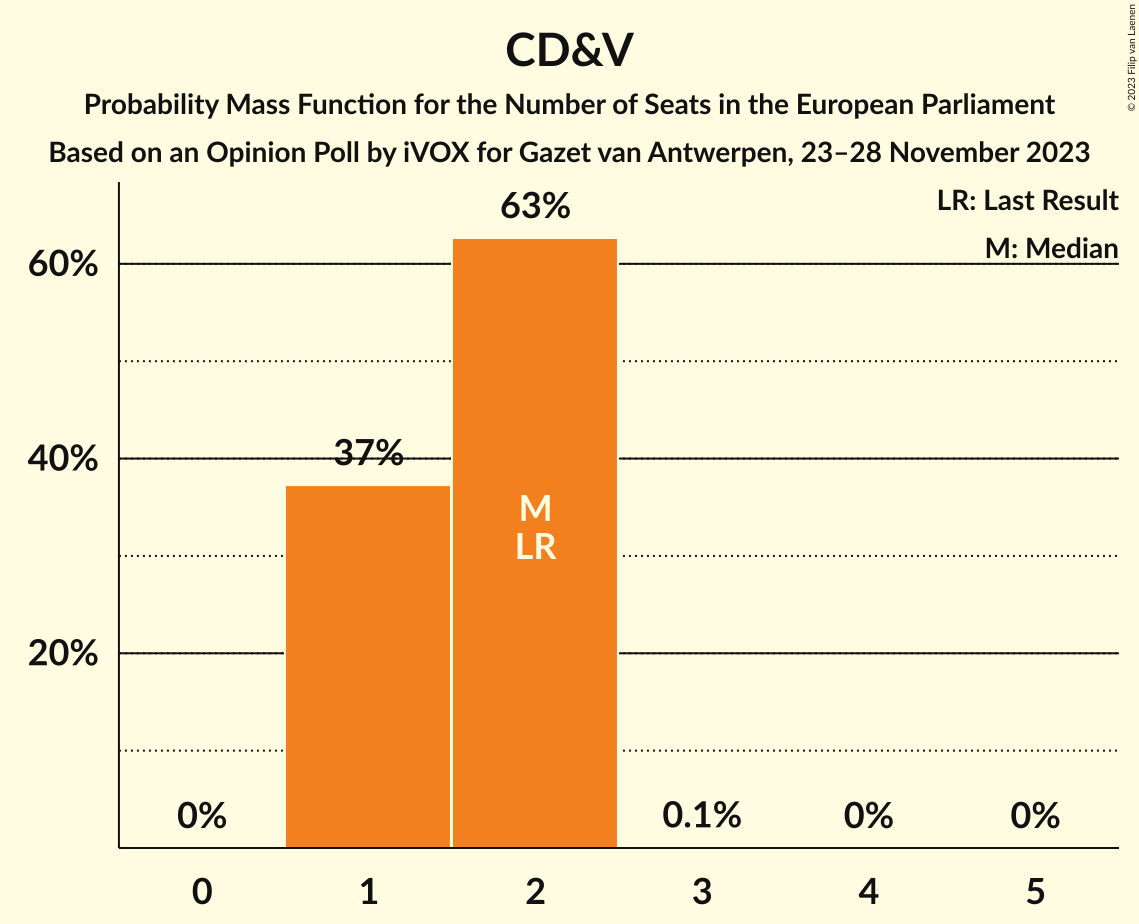 CD&V
Probability Mass Function for the Number of Seats in the European Parliament
Based on an Opinion Poll by iVOX for Gazet van Antwerpen, 23–28 November 2023
© 2023 Filip van Laenen
LR: Last Result
M: Median
63%
60%
37%
40%
M
LR
20%
0%
0.1%
0%
0%
0
1
2
3
4
5